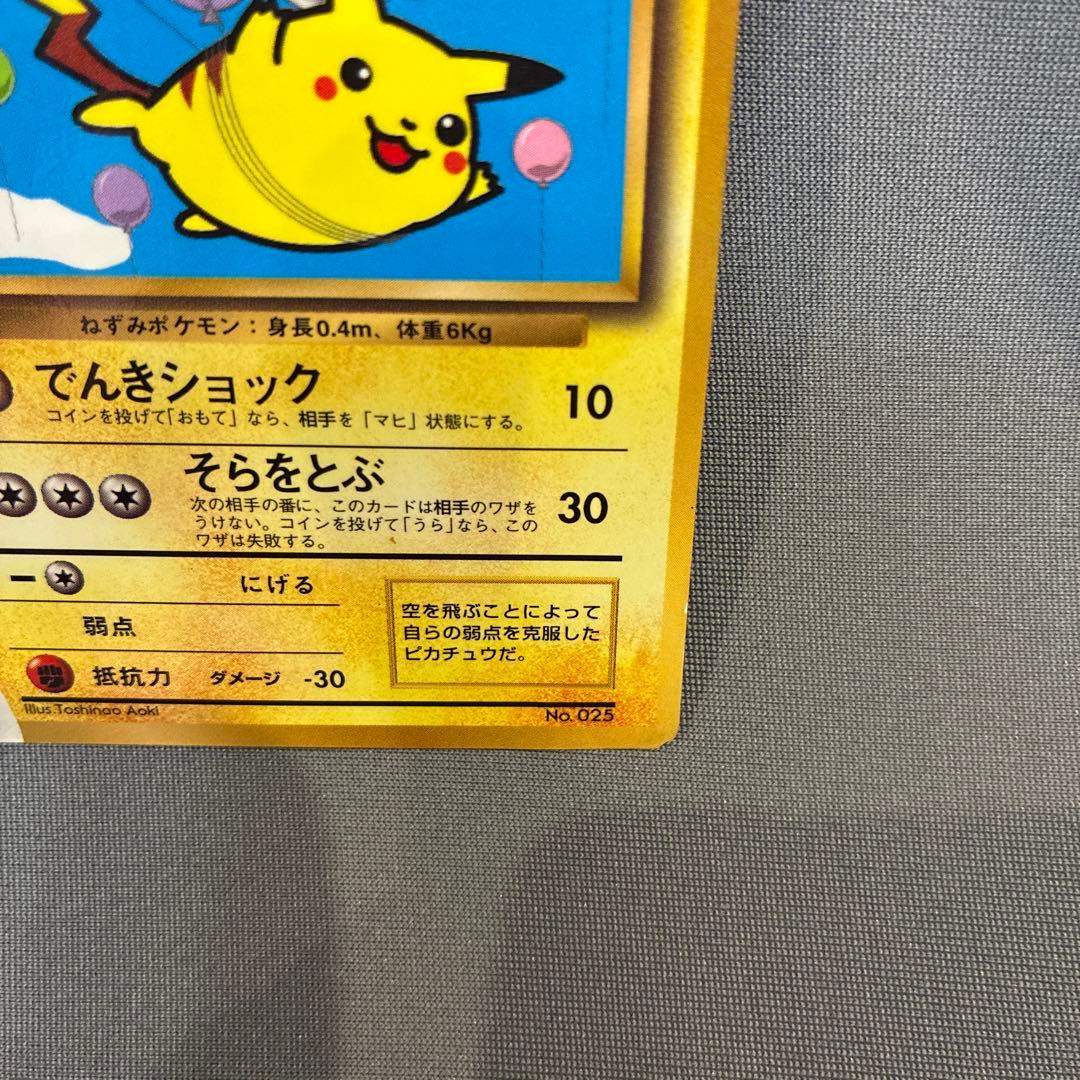 ねずみポケモン：身長0.4m、体重6Kg
でんきショック 10
コインを投げて「おもて」なら、相手を「マヒ」状態にする。
そらをとぶ 30
次の相手の番に、このカードは相手のワザを
うけない。コインを投げて「うら」なら、この
ワザは失敗する。
にげる
弱点
抵抗力 ダメージ -30
空を飛ぶことによって
自らの弱点を克服した
ピカチュウだ。
Illus.Toshinao Aoki
No. 025